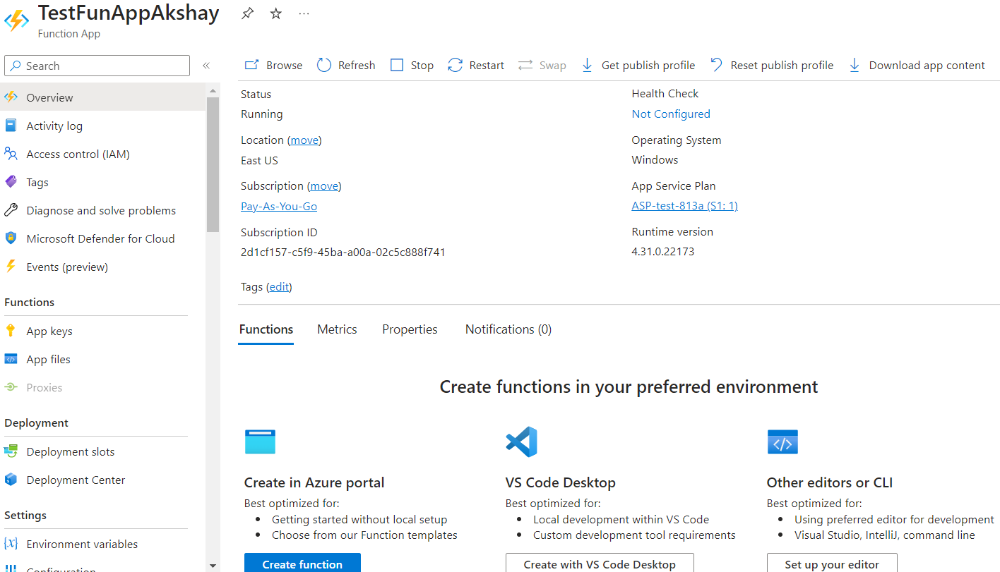 TestFunAppAkshay
Function App
Search
Overview
Activity log
Access control (IAM)
Tags
Diagnose and solve problems
Microsoft Defender for Cloud
Events (preview)
Functions
App keys
App files
Proxies
Deployment
Deployment slots
Deployment Center
Settings
Environment variables
Configuration
Browse Refresh Stop Restart Swap Get publish profile Reset publish profile Download app content
Status
Running
Location (move)
East US
Subscription (move)
Pay-As-You-Go
Subscription ID
2d1cf157-c5f9-45ba-a00a-02c5c888f741
Tags (edit)
Health Check
Not Configured
Operating System
Windows
App Service Plan
ASP-test-813a (S1: 1)
Runtime version
4.31.0.22173
Functions Metrics Properties Notifications (0)
Create functions in your preferred environment
Create in Azure portal
Best optimized for:
• Getting started without local setup
• Choose from our Function templates
Create function
VS Code Desktop
Best optimized for:
• Local development within VS Code
• Custom development tool requirements
Create with VS Code Desktop
Other editors or CLI
Best optimized for:
• Using preferred editor for development
• Visual Studio, IntelliJ, command line
Set up your editor